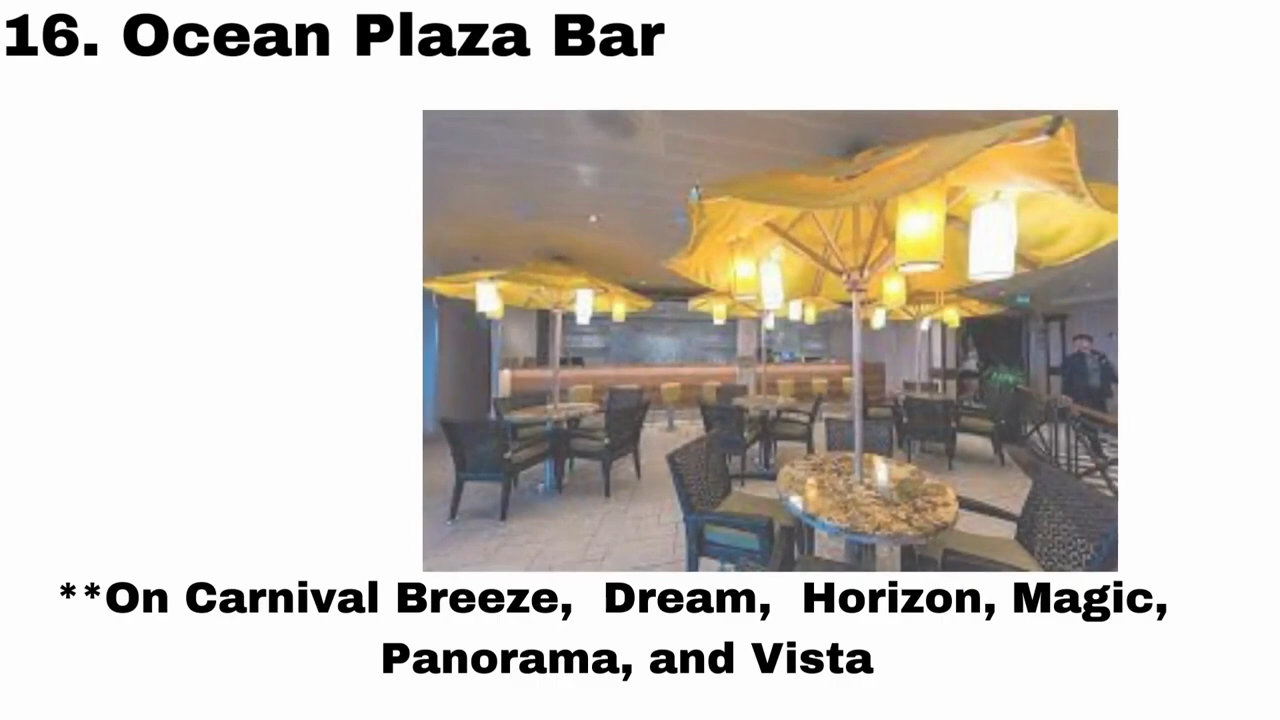 16. Ocean Plaza Bar
**On Carnival Breeze, Dream, Horizon, Magic,
Panorama, and Vista